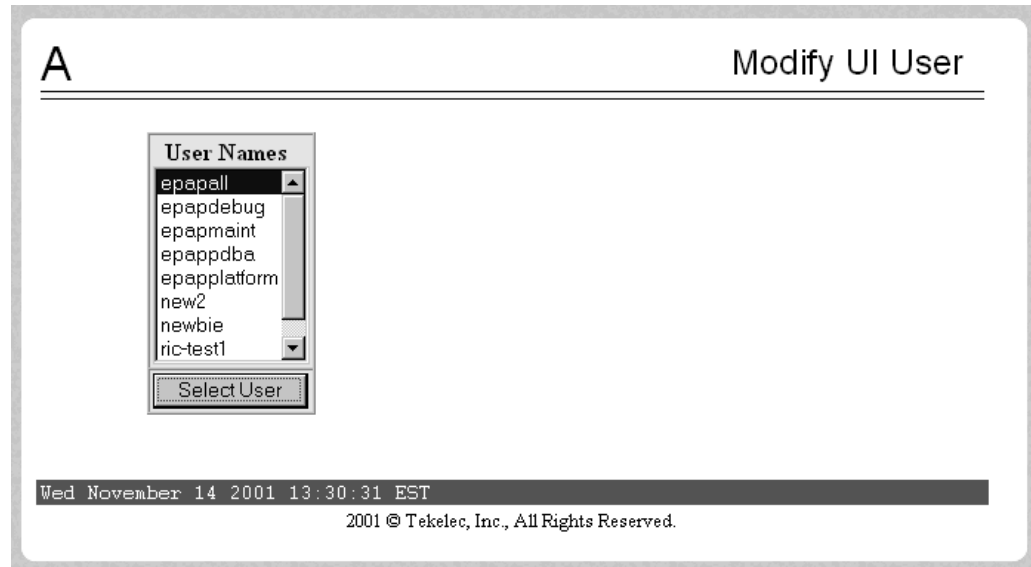 A
Modify UI User
User Names
epapall
epapdebug
epapmaint
epappdba
epapplatform
new2
newbie
ric-test1
Select User
Wed November 14 2001 13:30:31 EST
2001 © Tekelec, Inc., All Rights Reserved.